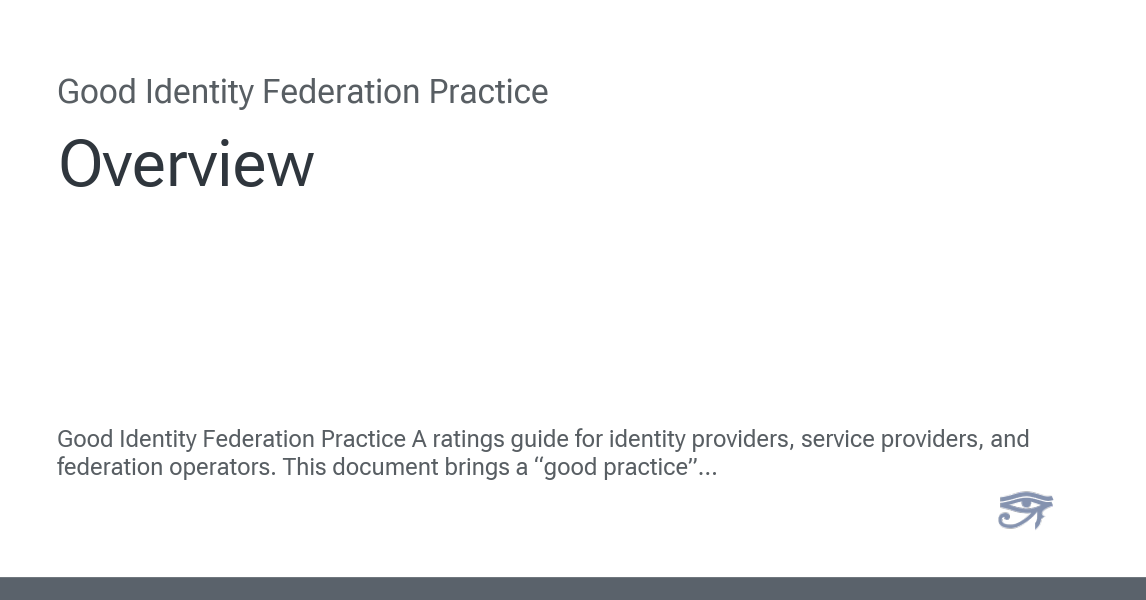 Good Identity Federation Practice
Overview
Good Identity Federation Practice A ratings guide for identity providers, service providers, and
federation operators. This document brings a “good practice”...